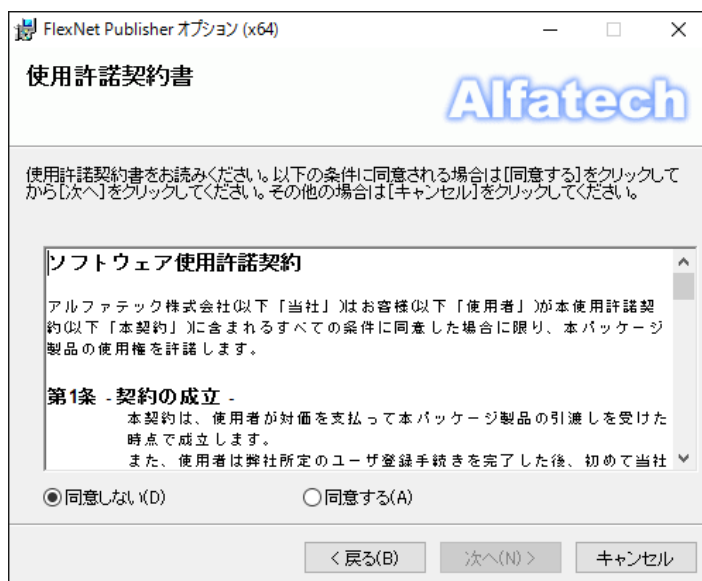 FlexNet Publisher オプション (x64)
使用許諾契約書
Alfatech
使用許諾契約書をお読みください。以下の条件に同意される場合は[同意する]をクリックして
から[次へ]をクリックしてください。その他の場合は[キャンセル]をクリックしてください。
ソフトウェア使用許諾契約
アルファテック株式会社(以下「当社」)はお客様(以下「使用者」)が本使用許諾契
約(以下「本契約」)に含まれるすべての条件に同意した場合に限り、本パッケージ
製品の使用権を許諾します。
第1条 - 契約の成立 -
本契約は、使用者が対価を支払って本パッケージ製品の引渡しを受けた
時点で成立します。
また、使用者は弊社所定のユーザ登録手続きを完了した後、初めて当社
同意しない(D)
同意する(A)
< 戻る(B)
次へ(N) >
キャンセル